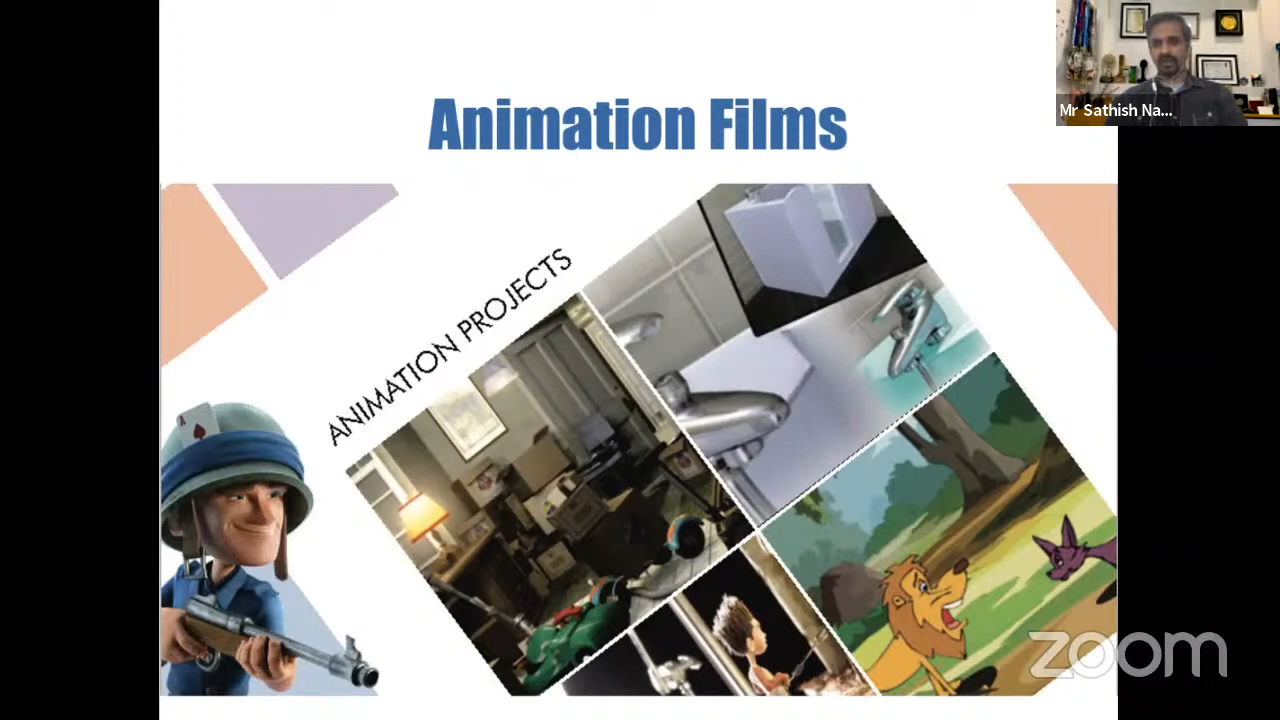 Animation Films
Mr Sathish Na...
ANIMATION PROJECTS
A
zoom